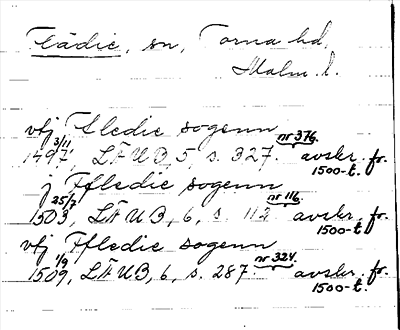 Flädie, sn, Torna hd,
Malm. l.
vtj Fledie sogenn
3/11 nr 376.
1497, LÄUB, 5, s. 327. avskr. fr.
1500-t.
j Ffledie sogenn
25/7 nr 116.
1503, LÄUB, 6, s. 112 avskr. fr.
1500-t.
vtj Ffledie sogenn
1/9 nr 324.
1509, LÄUB, 6, s. 287 avskr. fr.
1500-t.